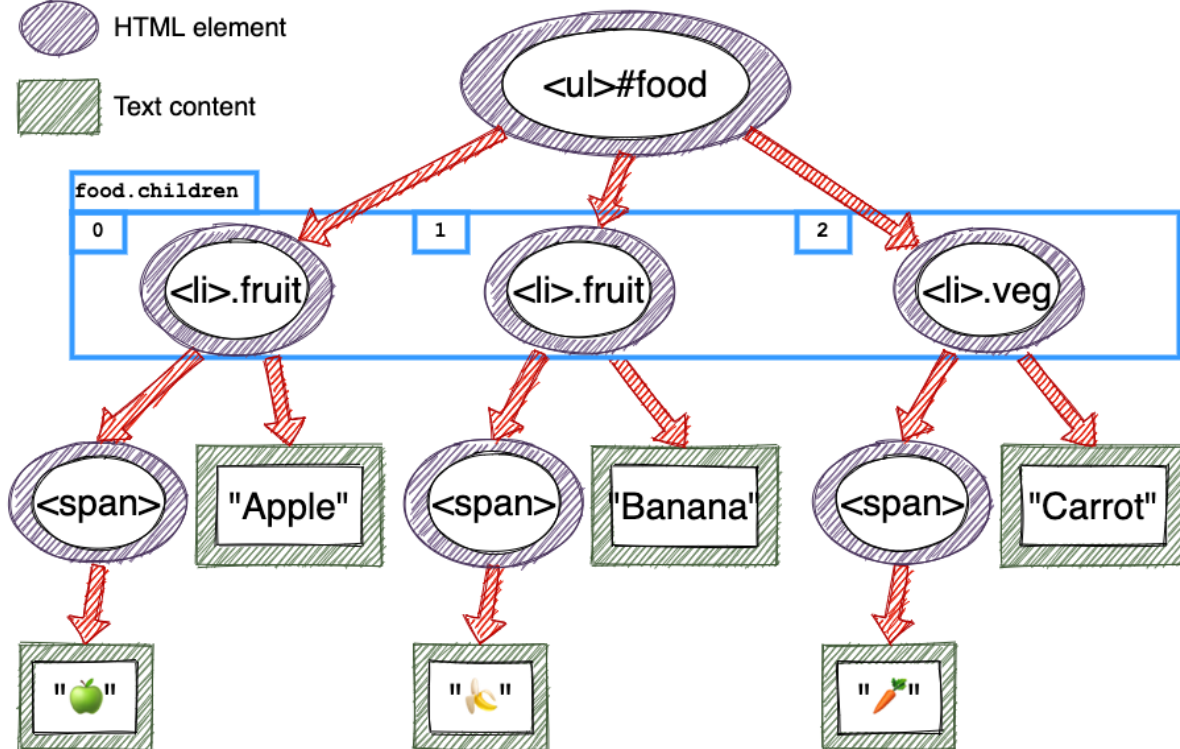 HTML element
<ul>#food
Text content
food.children
0
1
2
<li>.fruit
<li>.fruit
<li>.veg
<span>
"Apple"
<span>
"Banana"
<span>
"Carrot"
"🍏"
"🍌"
"🥕"